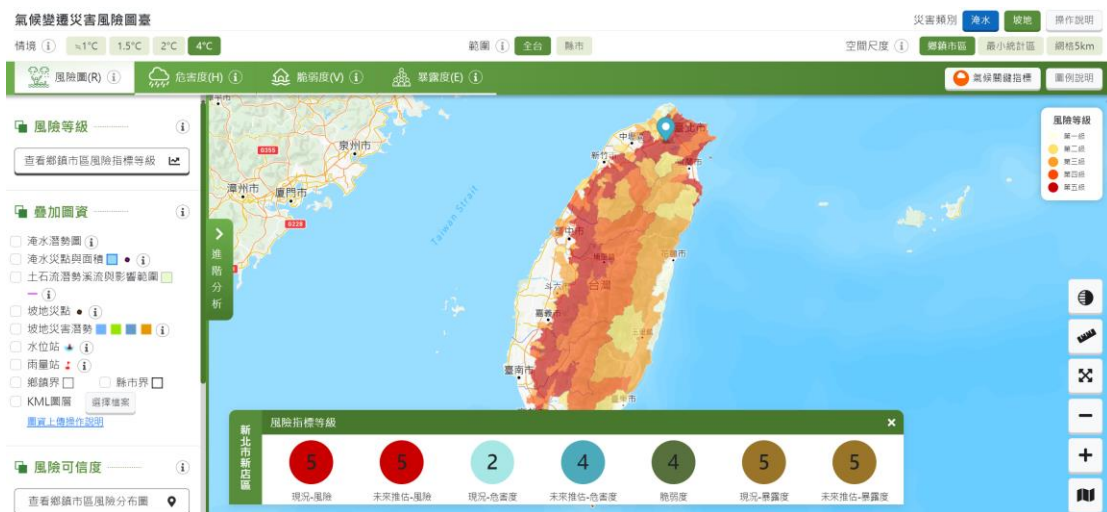 氣候變遷災害風險圖臺
災害類別 淹水 坡地 操作說明
情境 i ≈1°C 1.5°C 2°C 4°C
範圍 i 全台 縣市
空間尺度 i 鄉鎮市區 最小統計區 網格5km
風險圖(R) i 危害度(H) i 脆弱度(V) i 暴露度(E) i
氣候關鍵指標 圖例說明
風險等級 i
查看鄉鎮市區風險指標等級
疊加圖資 i
淹水潛勢圖 i
淹水災點與面積 i
土石流潛勢溪流與影響範圍
i
坡地災點 i
坡地災害潛勢 i
水位站 i
雨量站 i
鄉鎮界 縣市界
KML圖層 選擇檔案
圖資上傳操作說明
風險可信度 i
查看鄉鎮市區風險分布圖
進階分析
泉州市
漳州市
廈門市
G355
G228
Taiwan Strait
臺北市
中壢區
新竹
臺中市
花蓮市
斗六
台灣
嘉義市
臺南市
臺東市
風險等級
第一級
第二級
第三級
第四級
第五級
新北市新店區
風險指標等級 ×
5 5 2 4 4 5 5
現況-風險 未來推估-風險 現況-危害度 未來推估-危害度 脆弱度 現況-暴露度 未來推估-暴露度